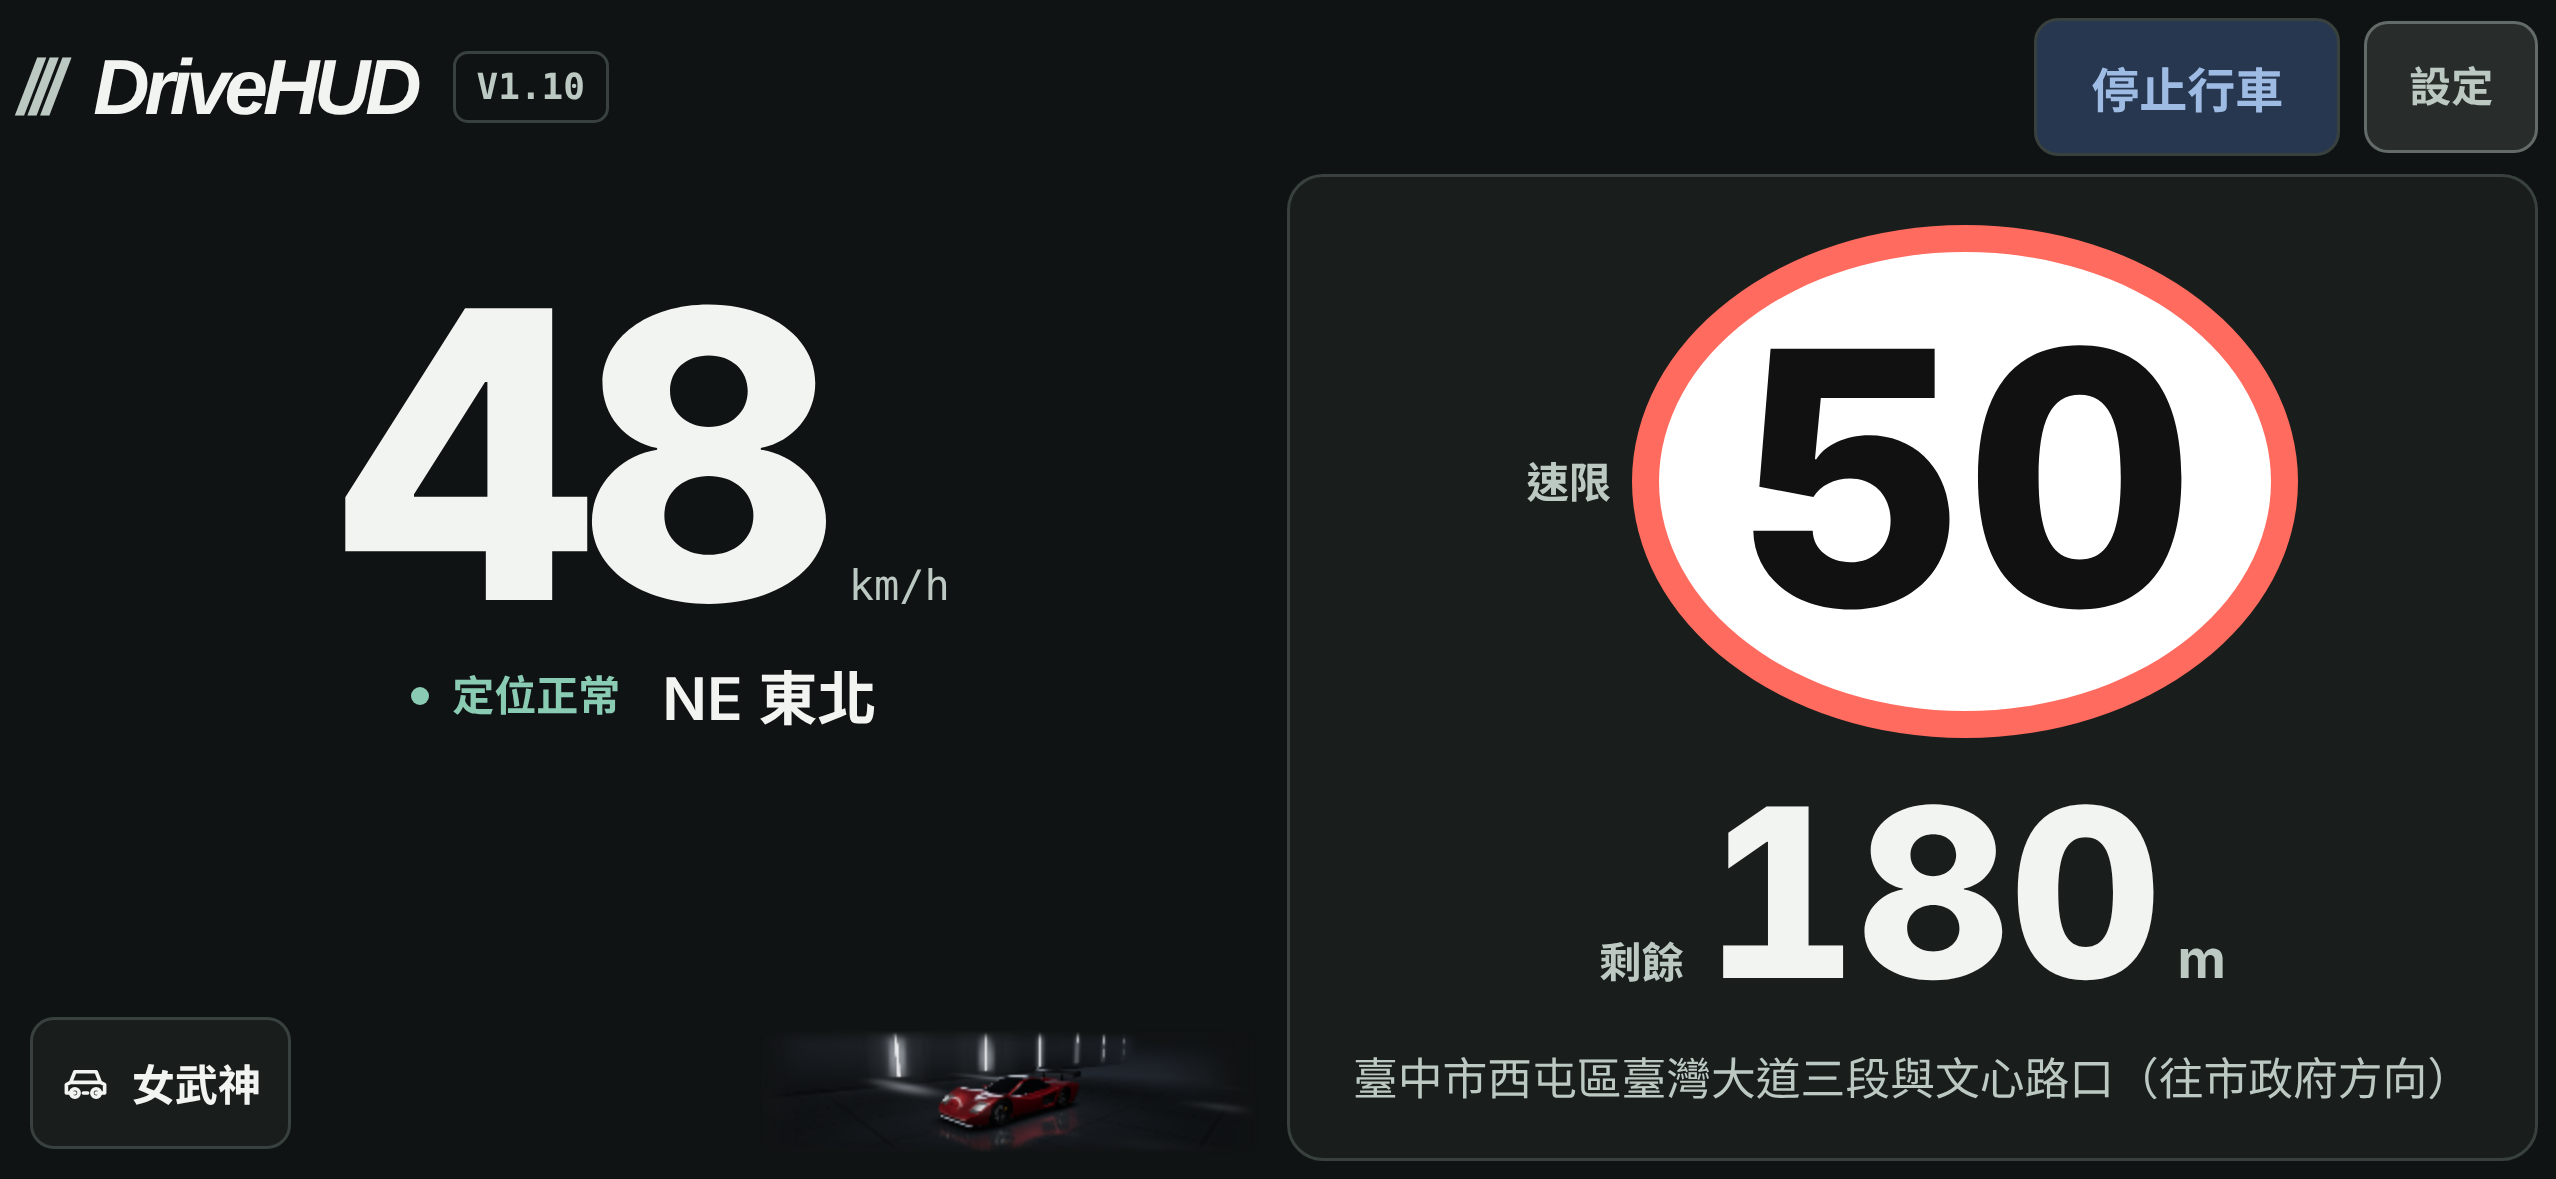 DriveHUD V1.10
停止行車
設定
48 km/h
定位正常 NE 東北
女武神
速限 50
剩餘 180 m
臺中市西屯區臺灣大道三段與文心路口（往市政府方向）